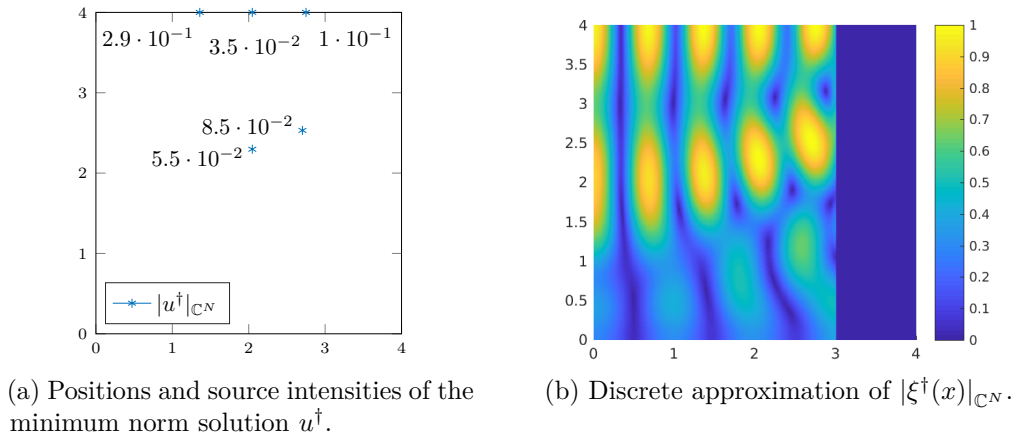 4
3
2
1
0
0 1 2 3 4
2.9 · 10⁻¹
3.5 · 10⁻²
1 · 10⁻¹
8.5 · 10⁻²
5.5 · 10⁻²
|u†|_ℂᴺ
4
3.5
3
2.5
2
1.5
1
0.5
0
0 1 2 3 4
1
0.9
0.8
0.7
0.6
0.5
0.4
0.3
0.2
0.1
0
(a) Positions and source intensities of the
minimum norm solution u†.
(b) Discrete approximation of |ξ†(x)|_ℂᴺ.